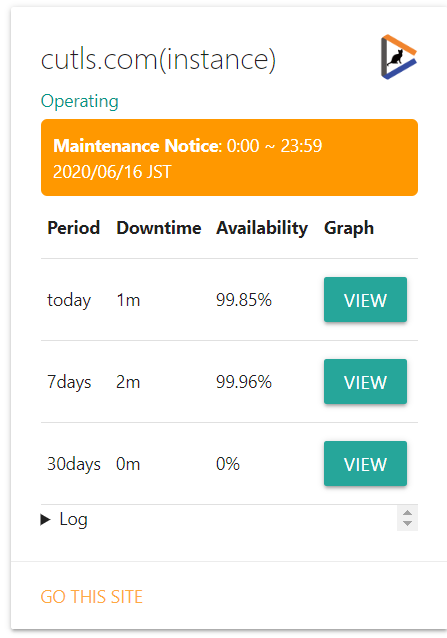 cutls.com(instance)
Operating
Maintenance Notice: 0:00 ~ 23:59
2020/06/16 JST
Period Downtime Availability Graph
today 1m 99.85% VIEW
7days 2m 99.96% VIEW
30days 0m 0% VIEW
Log
GO THIS SITE